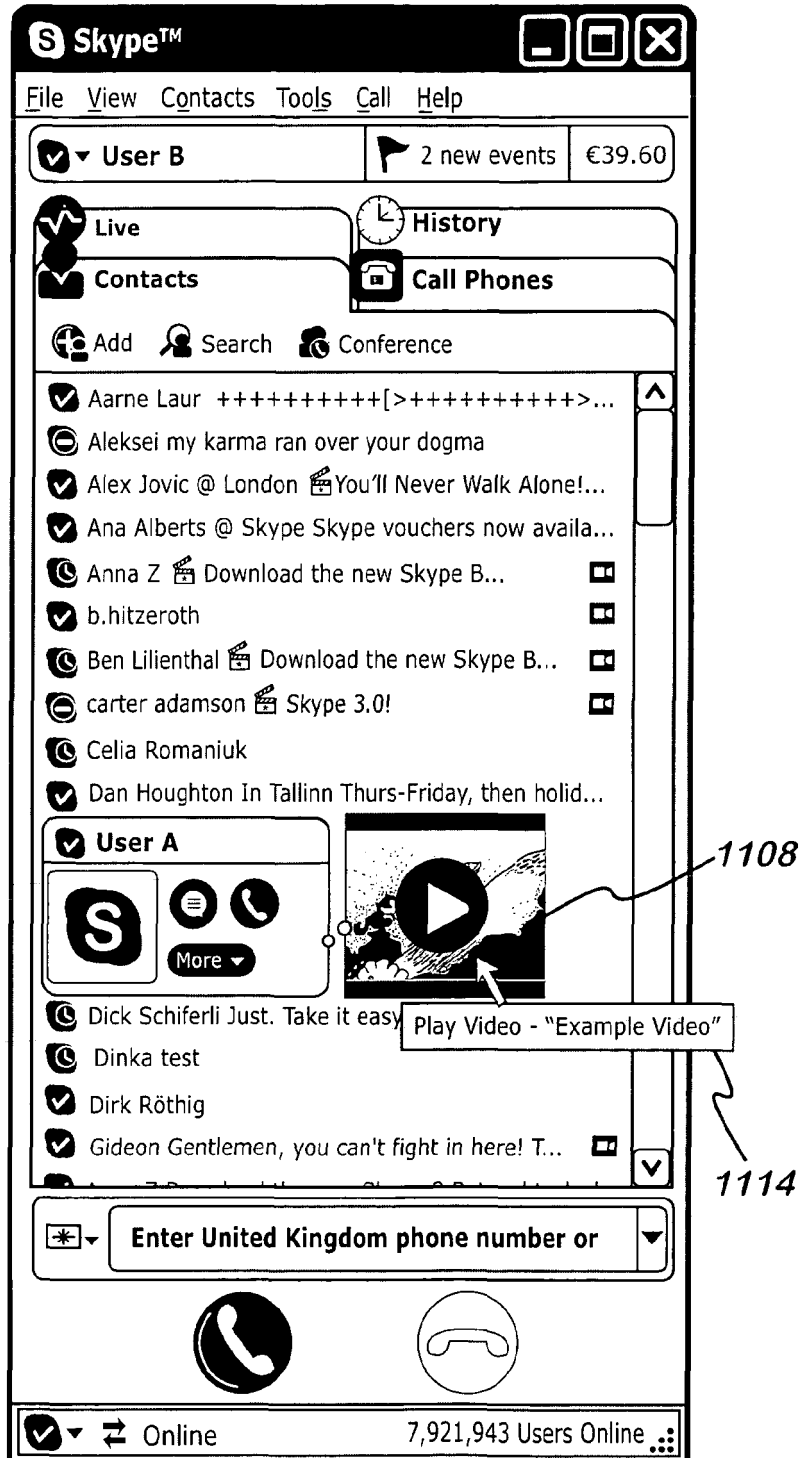 S Skype™
File View Contacts Tools Call Help
User B 2 new events €39.60
Live History
Contacts Call Phones
Add Search Conference
Aarne Laur ++++++++++[>++++++++++>...
Aleksei my karma ran over your dogma
Alex Jovic @ London You'll Never Walk Alone!...
Ana Alberts @ Skype Skype vouchers now availa...
Anna Z Download the new Skype B...
b.hitzeroth
Ben Lilienthal Download the new Skype B...
carter adamson Skype 3.0!
Celia Romaniuk
Dan Houghton In Tallinn Thurs-Friday, then holid...
User A
1108
S
More
Dick Schiferli Just. Take it easy
Play Video - “Example Video”
Dinka test
Dirk Röthig
Gideon Gentlemen, you can't fight in here! T...
1114
Enter United Kingdom phone number or
Online 7,921,943 Users Online